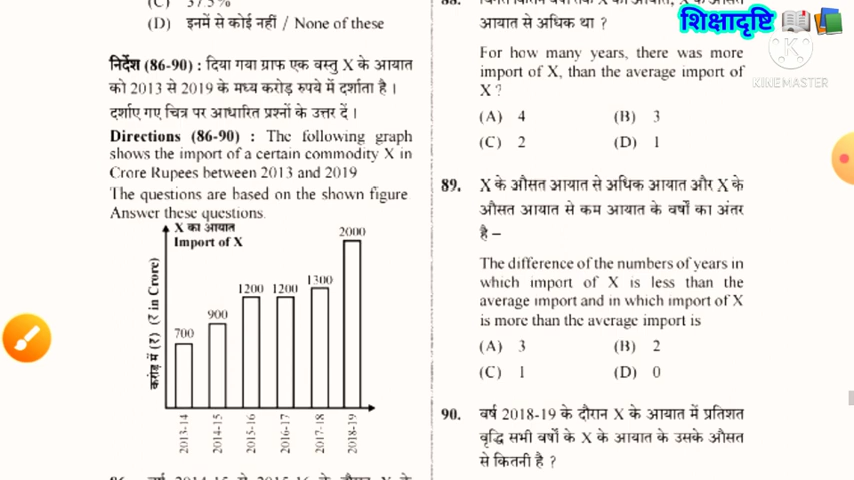 (C) 37.5%
(D) इनमें से कोई नहीं / None of these
निर्देश (86-90) : दिया गया ग्राफ एक वस्तु X के आयात
को 2013 से 2019 के मध्य करोड़ रुपये में दर्शाता है ।
दर्शाए गए चित्र पर आधारित प्रश्नों के उत्तर दें ।
Directions (86-90) : The following graph
shows the import of a certain commodity X in
Crore Rupees between 2013 and 2019
The questions are based on the shown figure
Answer these questions.
X का आयात
Import of X
करोड़ में (₹) (₹ in Crore)
700
900
1200
1200
1300
2000
2013-14
2014-15
2015-16
2016-17
2017-18
2018-19
88.
आयात से अधिक था ?
For how many years, there was more
import of X, than the average import of
X ?
(A) 4
(B) 3
(C) 2
(D) 1
89. X के औसत आयात से अधिक आयात और X के
औसत आयात से कम आयात के वर्षों का अंतर
है –
The difference of the numbers of years in
which import of X is less than the
average import and in which import of X
is more than the average import is
(A) 3
(B) 2
(C) 1
(D) 0
90. वर्ष 2018-19 के दौरान X के आयात में प्रतिशत
वृद्धि सभी वर्षों के X के आयात के उसके औसत
से कितनी है ?
शिक्षादृष्टि
KINEMASTER